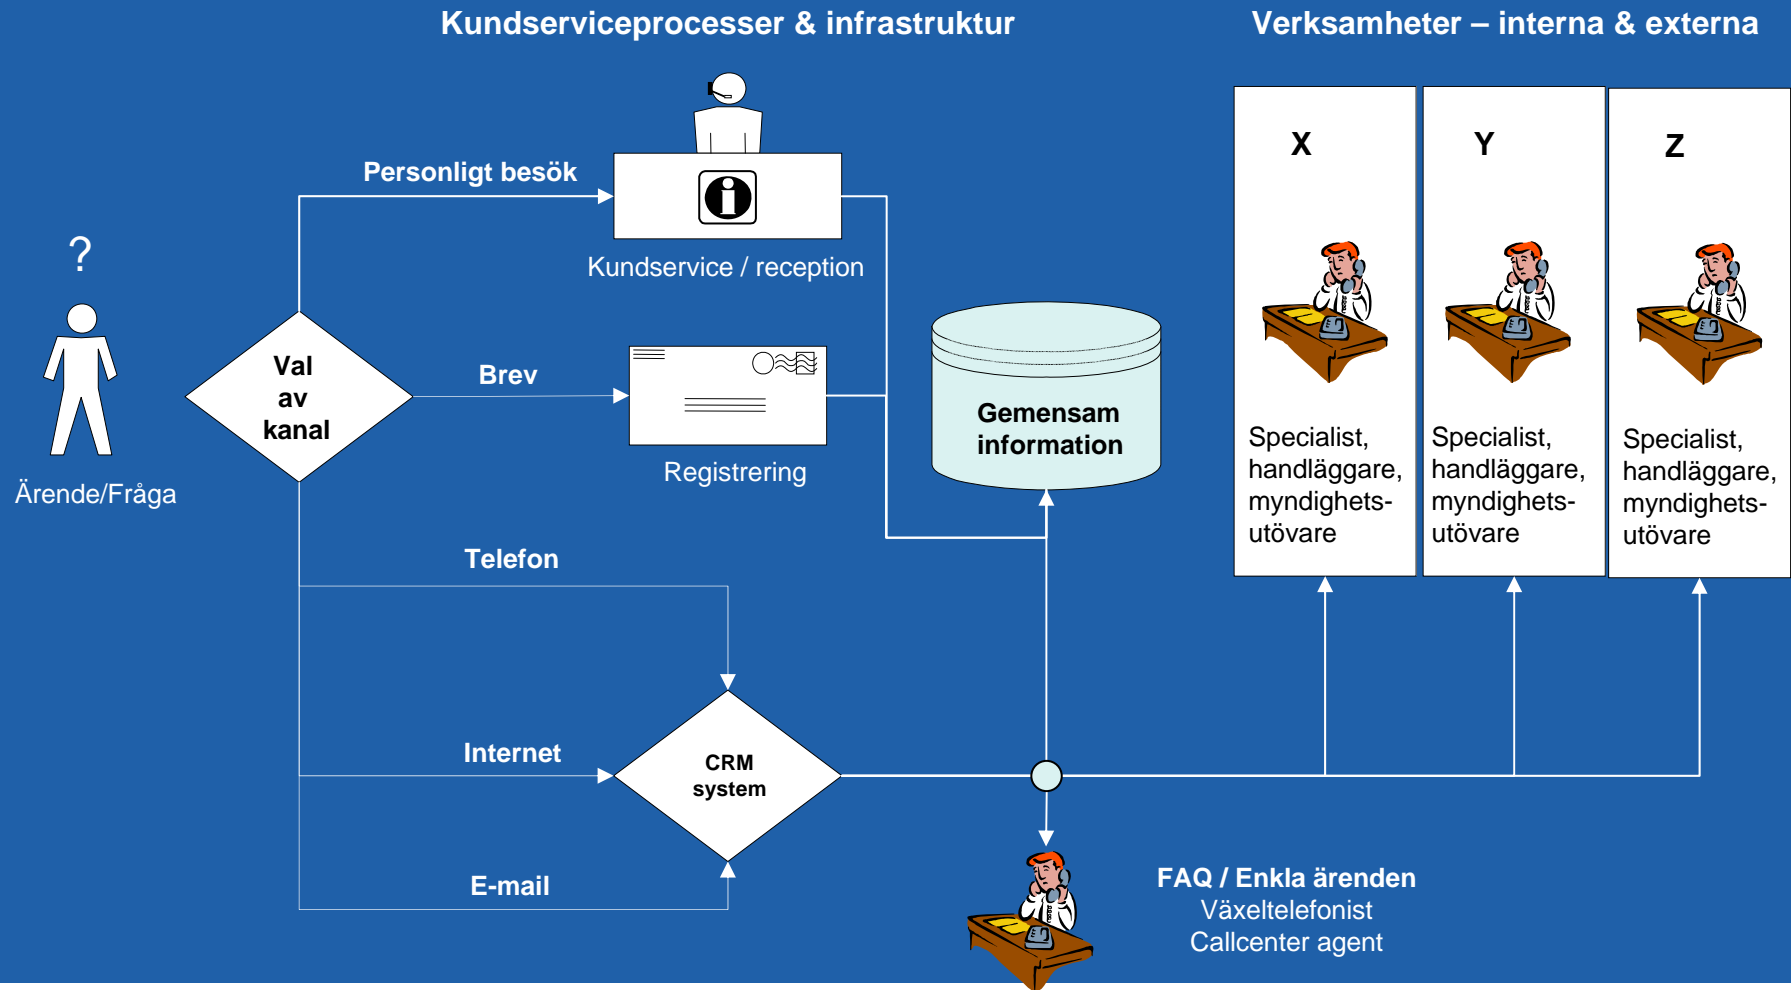 Kundserviceprocesser & infrastruktur
Verksamheter – interna & externa
Personligt besök
Kundservice / reception
?
Ärende/Fråga
Val
av
kanal
Brev
Registrering
Gemensam
information
Telefon
Internet
E-mail
CRM
system
FAQ / Enkla ärenden
Växeltelefonist
Callcenter agent
X
Specialist,
handläggare,
myndighets-
utövare
Y
Specialist,
handläggare,
myndighets-
utövare
Z
Specialist,
handläggare,
myndighets-
utövare